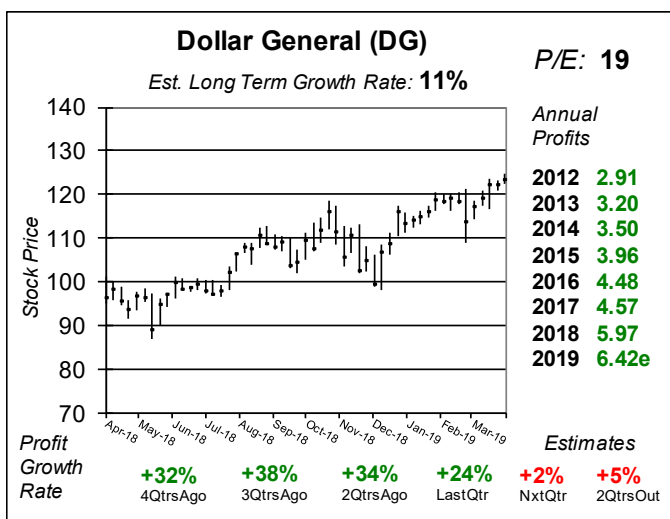 Dollar General (DG)
Est. Long Term Growth Rate: 11%
P/E: 19
140
130
120
110
100
90
80
70
Stock Price
Apr-18 May-18 Jun-18 Jul-18 Aug-18 Sep-18 Oct-18 Nov-18 Dec-18 Jan-19 Feb-19 Mar-19
Annual
Profits
2012 2.91
2013 3.20
2014 3.50
2015 3.96
2016 4.48
2017 4.57
2018 5.97
2019 6.42e
Profit
Growth
Rate
Estimates
+32% +38% +34% +24% +2% +5%
4QtrsAgo 3QtrsAgo 2QtrsAgo LastQtr NxtQtr 2QtrsOut